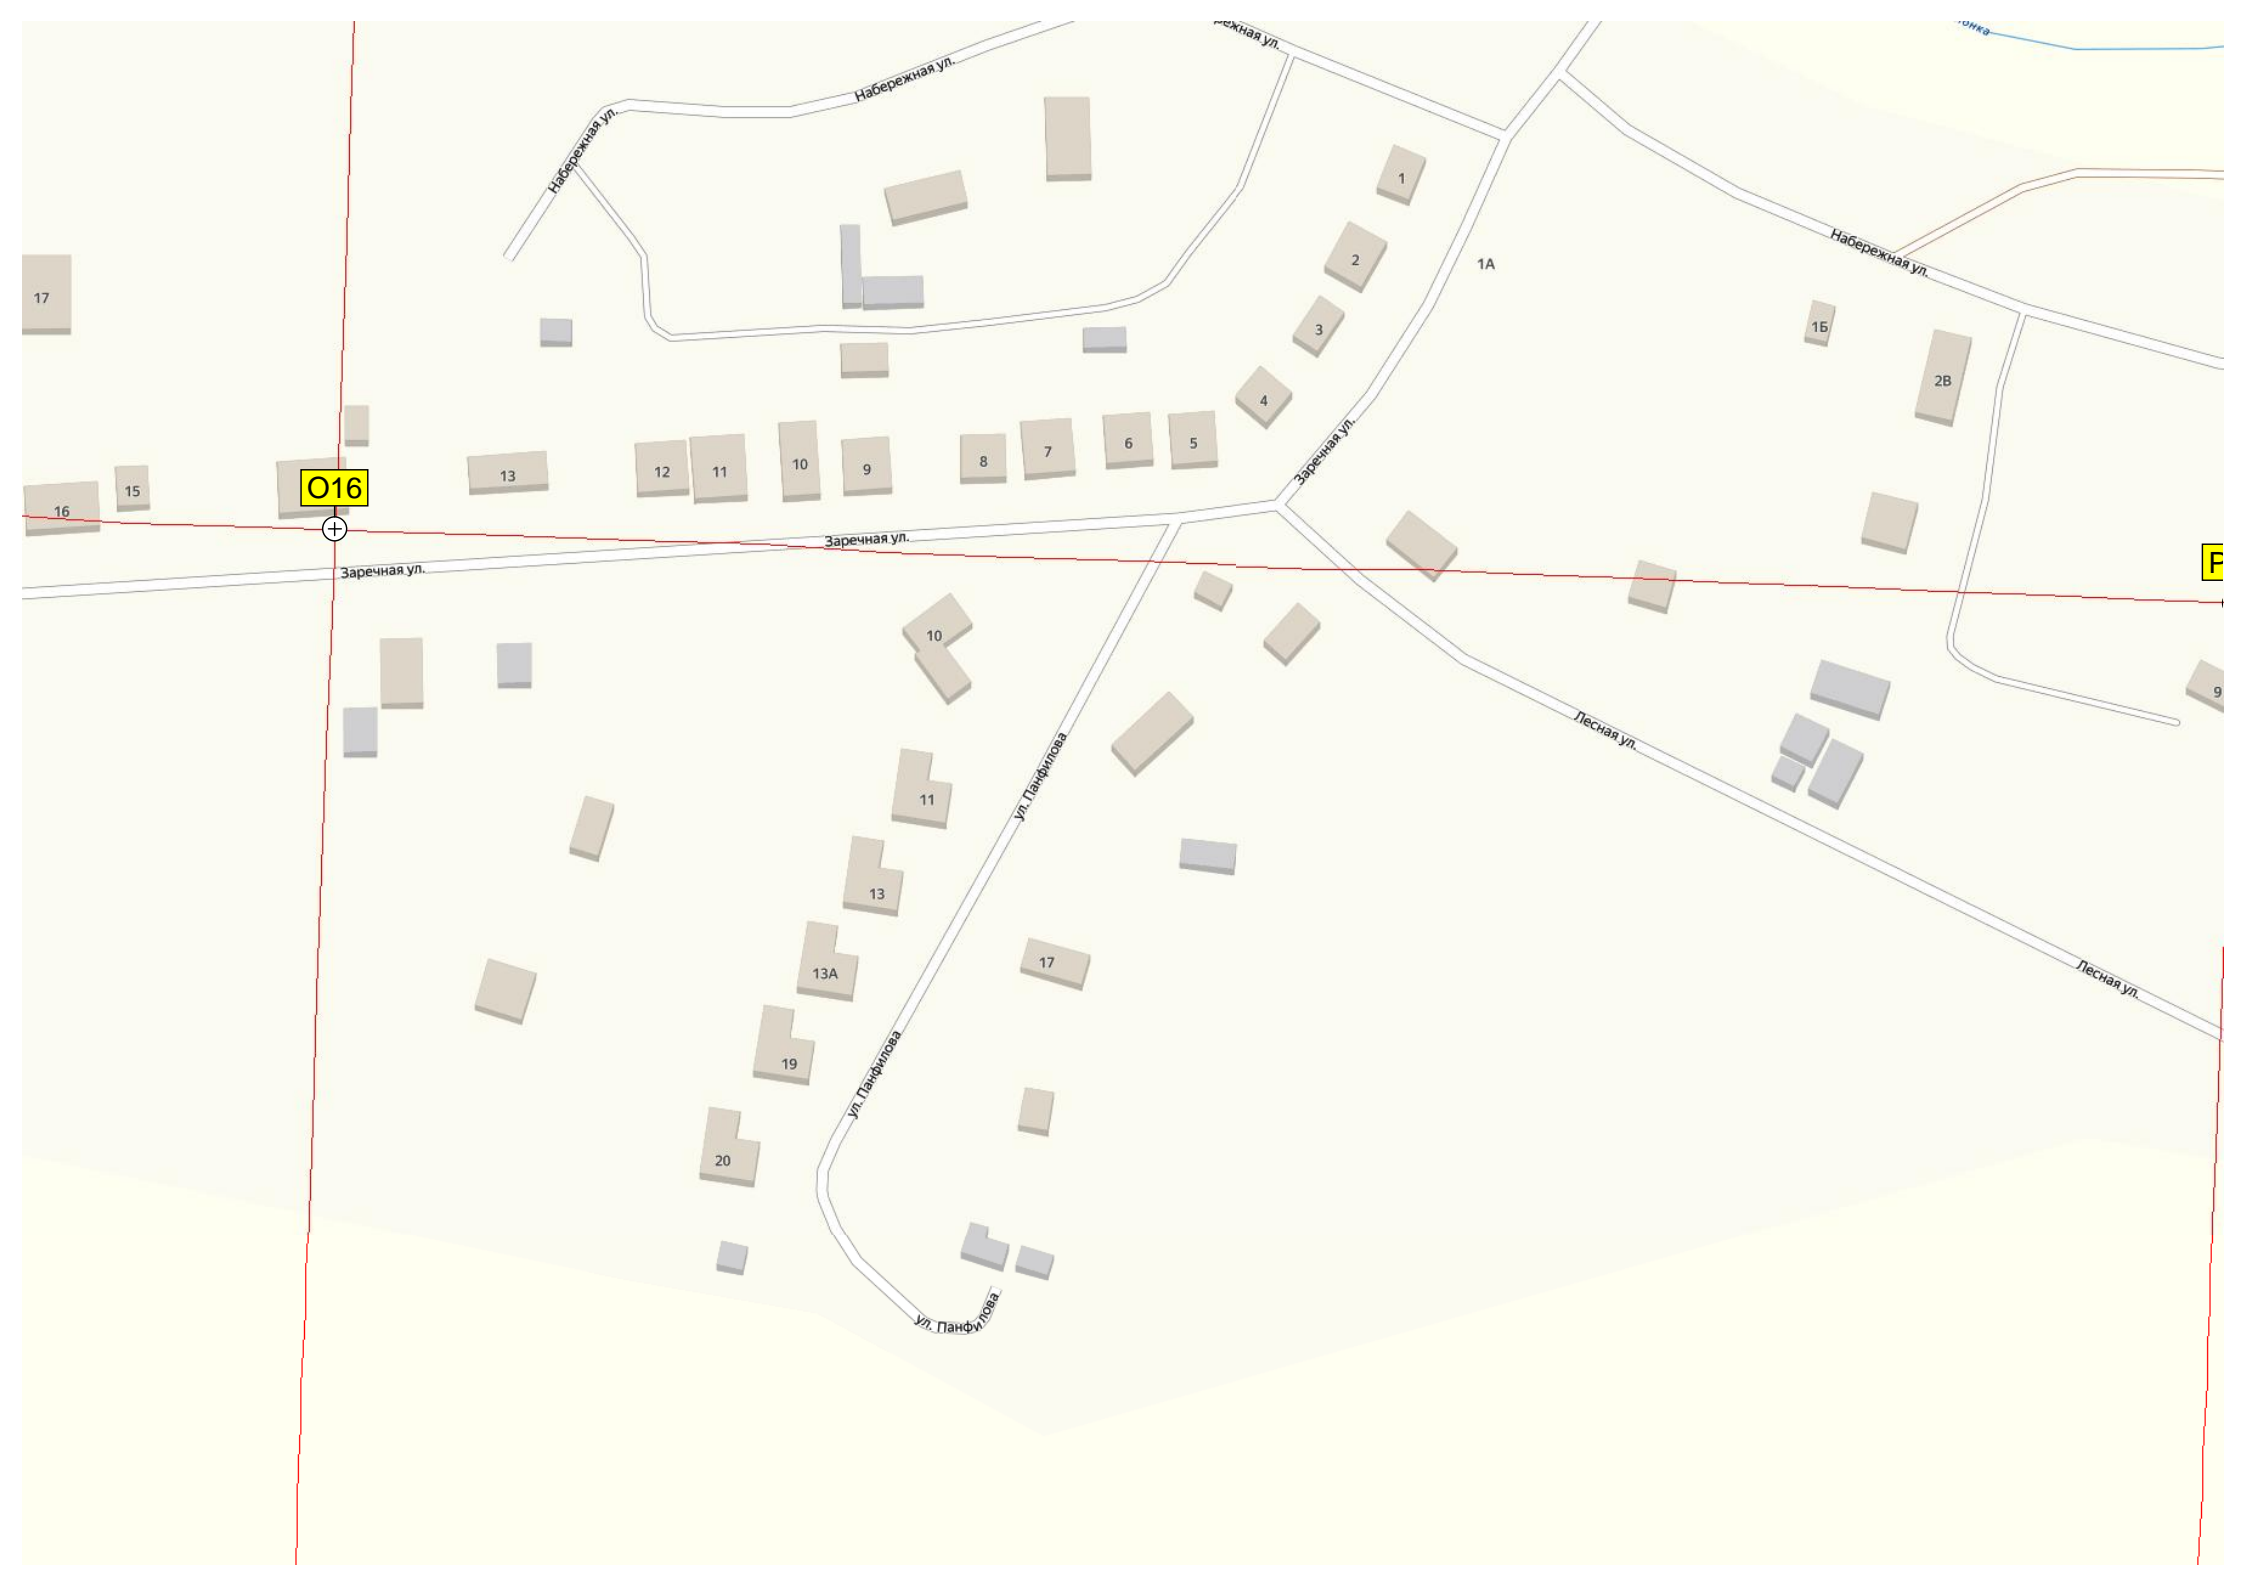 ежная ул.
Набережная ул.
Набережная ул.
1
1А
2
Набережная ул.
17
3
1Б
2В
4
Заречная ул.
5
6
7
8
9
10
11
12
13
15
16
O16
Заречная ул.
Заречная ул.
P
10
9
Лесная ул.
ул. Панфилова
11
13
17
13А
Лесная ул.
19
ул. Панфилова
20
ул. Панфилова